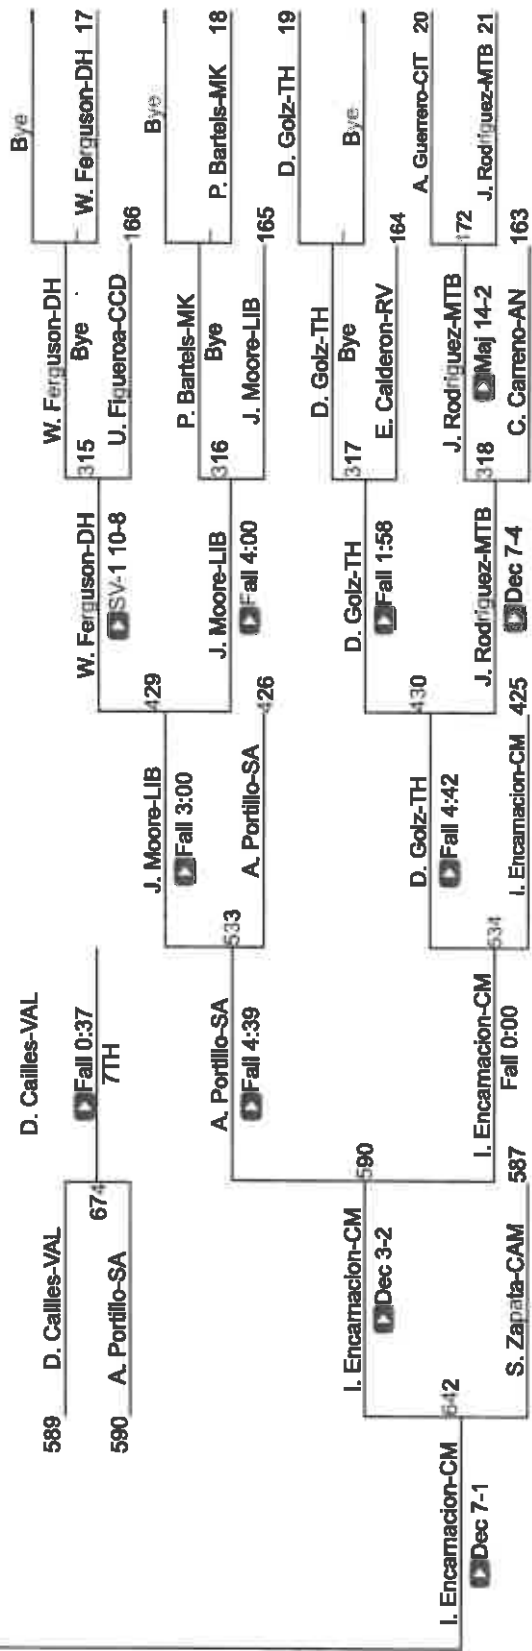 Bye
D. Cailles-VAL
W. Ferguson-DH
589 D. Cailles-VAL
Fall 0:37
W. Ferguson-DH
315
Bye
W. Ferguson-DH 17
674
7TH
SV-1 10-8
U. Figueroa-CCD 166
590 A. Portillo-SA
J. Moore-LIB
429
Bye
Fall 3:00
P. Bartels-MK
A. Portillo-SA
533
J. Moore-LIB
316
Bye
P. Bartels-MK 18
Fall 4:39
A. Portillo-SA 426
Fall 4:00
J. Moore-LIB 165
D. Golz-TH 19
D. Golz-TH
I. Encarnacion-CM
590
D. Golz-TH
317
Bye
Bye
Dec 3-2
Fall 1:58
E. Calderon-RV 164
D. Golz-TH
430
A. Guerrero-CIT 20
Fall 4:42
J. Rodriguez-MTB
172
I. Encarnacion-CM
534
J. Rodriguez-MTB
318
Maj 14-2
J. Rodriguez-MTB 21
I. Encarnacion-CM
642
Fall 0:00
I. Encarnacion-CM 425
Dec 7-4
C. Carreno-AN 163
Dec 7-1
S. Zapata-CAM 587